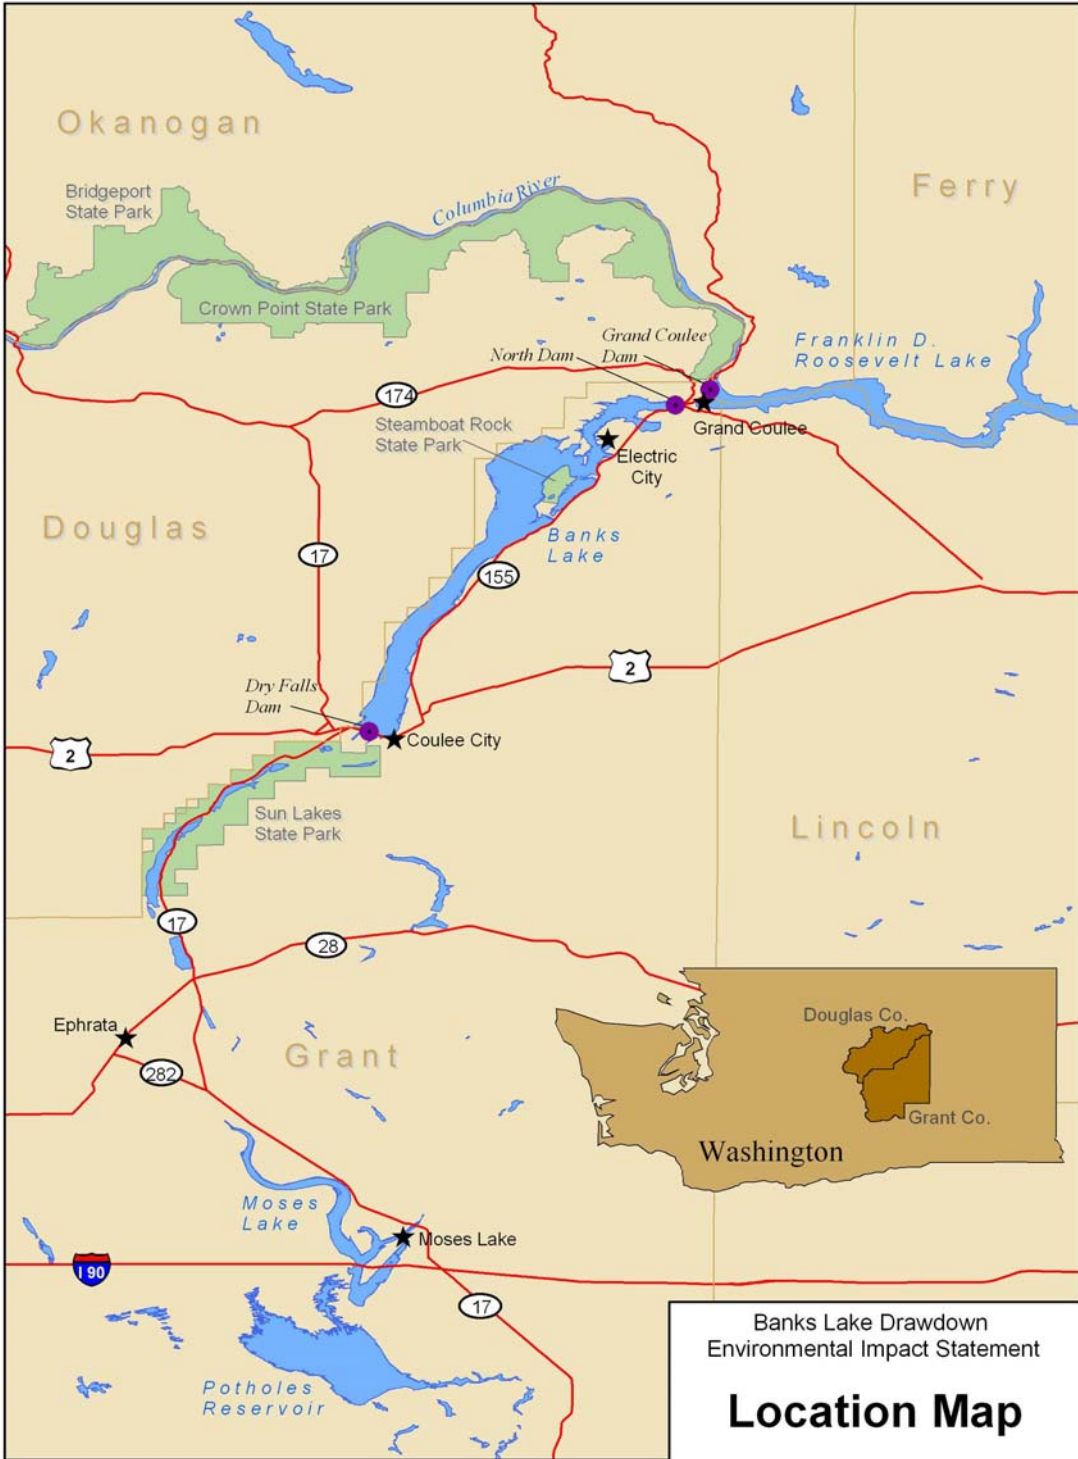 Okanogan
Ferry
Bridgeport
State Park
Columbia River
Crown Point State Park
Grand Coulee
Dam
North Dam
Franklin D.
Roosevelt Lake
174
Steamboat Rock
State Park
Grand Coulee
Electric
City
Douglas
17
Banks
Lake
155
2
Dry Falls
Dam
2
Coulee City
Sun Lakes
State Park
Lincoln
17
28
Ephrata
Grant
282
Douglas Co.
Grant Co.
Washington
Moses
Lake
Moses Lake
I 90
17
Potholes
Reservoir
Banks Lake Drawdown
Environmental Impact Statement
Location Map